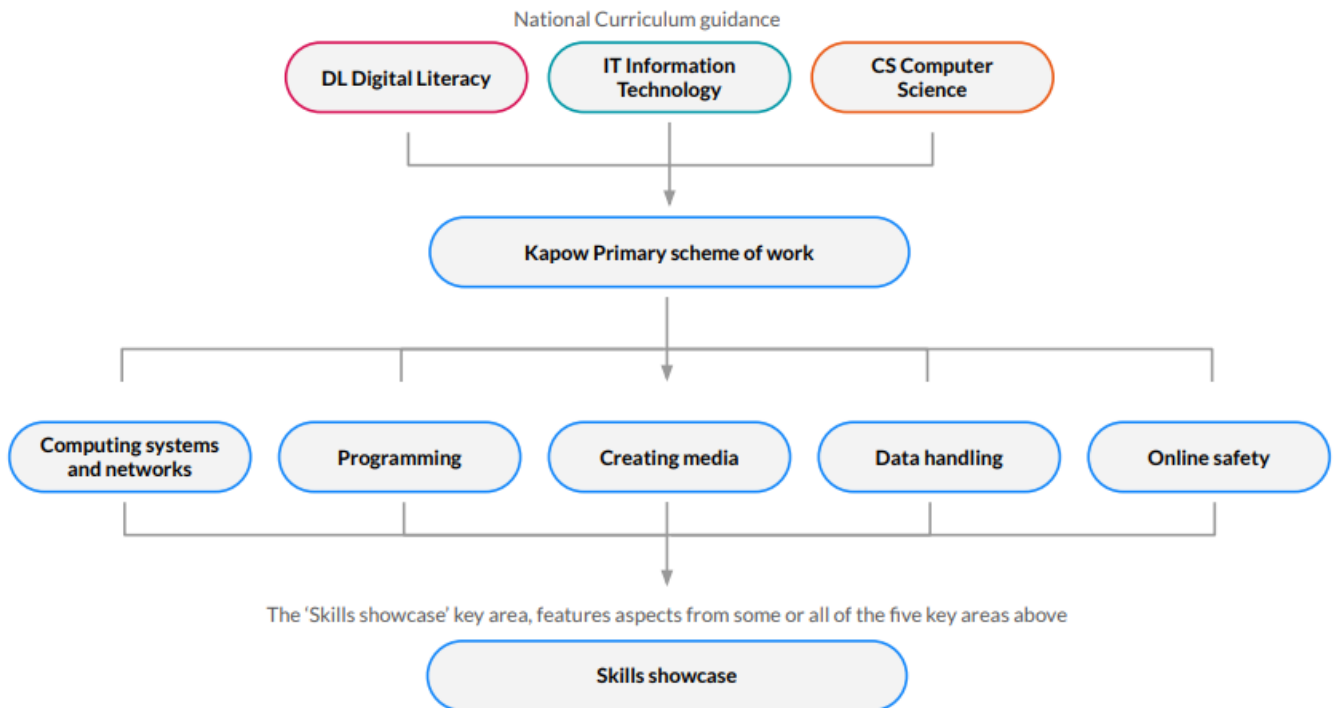 National Curriculum guidance
DL Digital Literacy
IT Information
Technology
CS Computer
Science
Kapow Primary scheme of work
Computing systems
and networks
Programming
Creating media
Data handling
Online safety
The ‘Skills showcase’ key area, features aspects from some or all of the five key areas above
Skills showcase